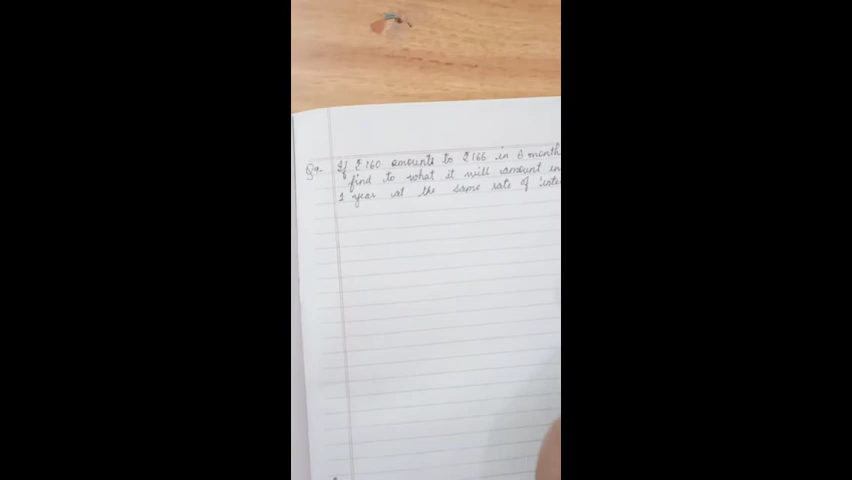 Q9. If ₹160 amounts to ₹166 in 6 month
find to what it will amount in
1 year at the same rate of inte